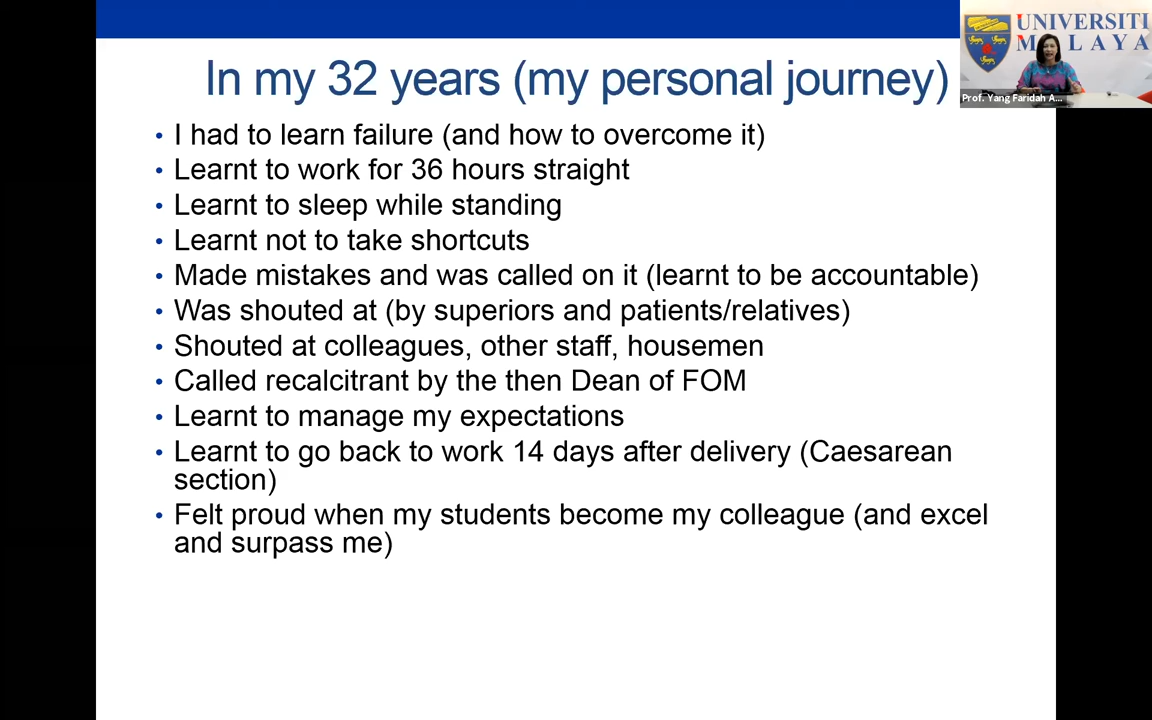 UNIVERSITI
MALAYA
Prof. Yang Faridah A...
In my 32 years (my personal journey)
• I had to learn failure (and how to overcome it)
• Learnt to work for 36 hours straight
• Learnt to sleep while standing
• Learnt not to take shortcuts
• Made mistakes and was called on it (learnt to be accountable)
• Was shouted at (by superiors and patients/relatives)
• Shouted at colleagues, other staff, housemen
• Called recalcitrant by the then Dean of FOM
• Learnt to manage my expectations
• Learnt to go back to work 14 days after delivery (Caesarean
section)
• Felt proud when my students become my colleague (and excel
and surpass me)